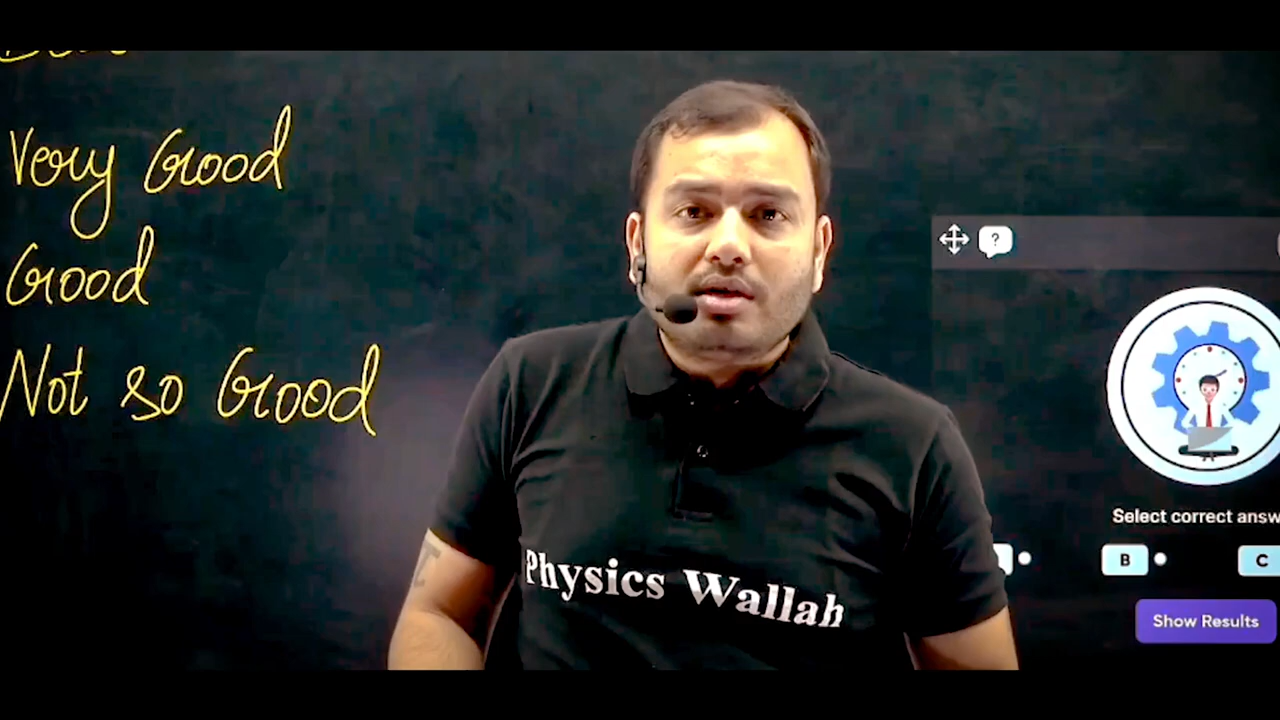 Very Good
Good
Not so Good
?
Select correct answ
B
C
Show Results
Physics Wallah